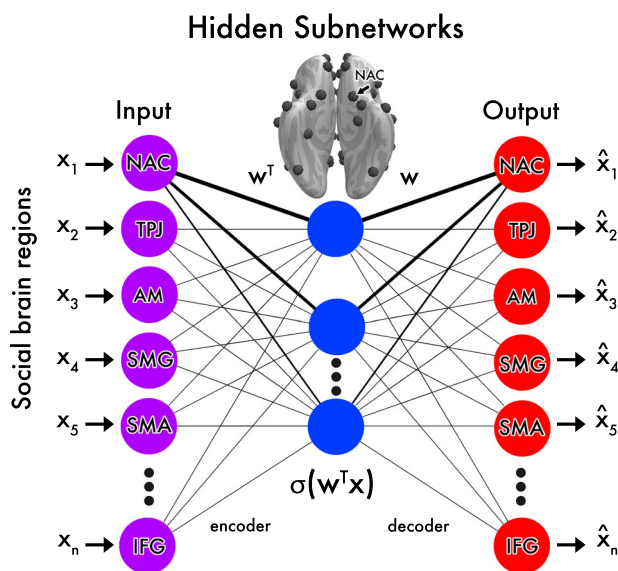 Hidden Subnetworks
NAC
Input
Output
x₁ NAC wᵀ w NAC x̂₁
x₂ TPJ TPJ x̂₂
x₃ AM AM x̂₃
x₄ SMG SMG x̂₄
x₅ SMA SMA x̂₅
σ(wᵀx)
encoder decoder
xₙ IFG IFG x̂ₙ
Social brain regions